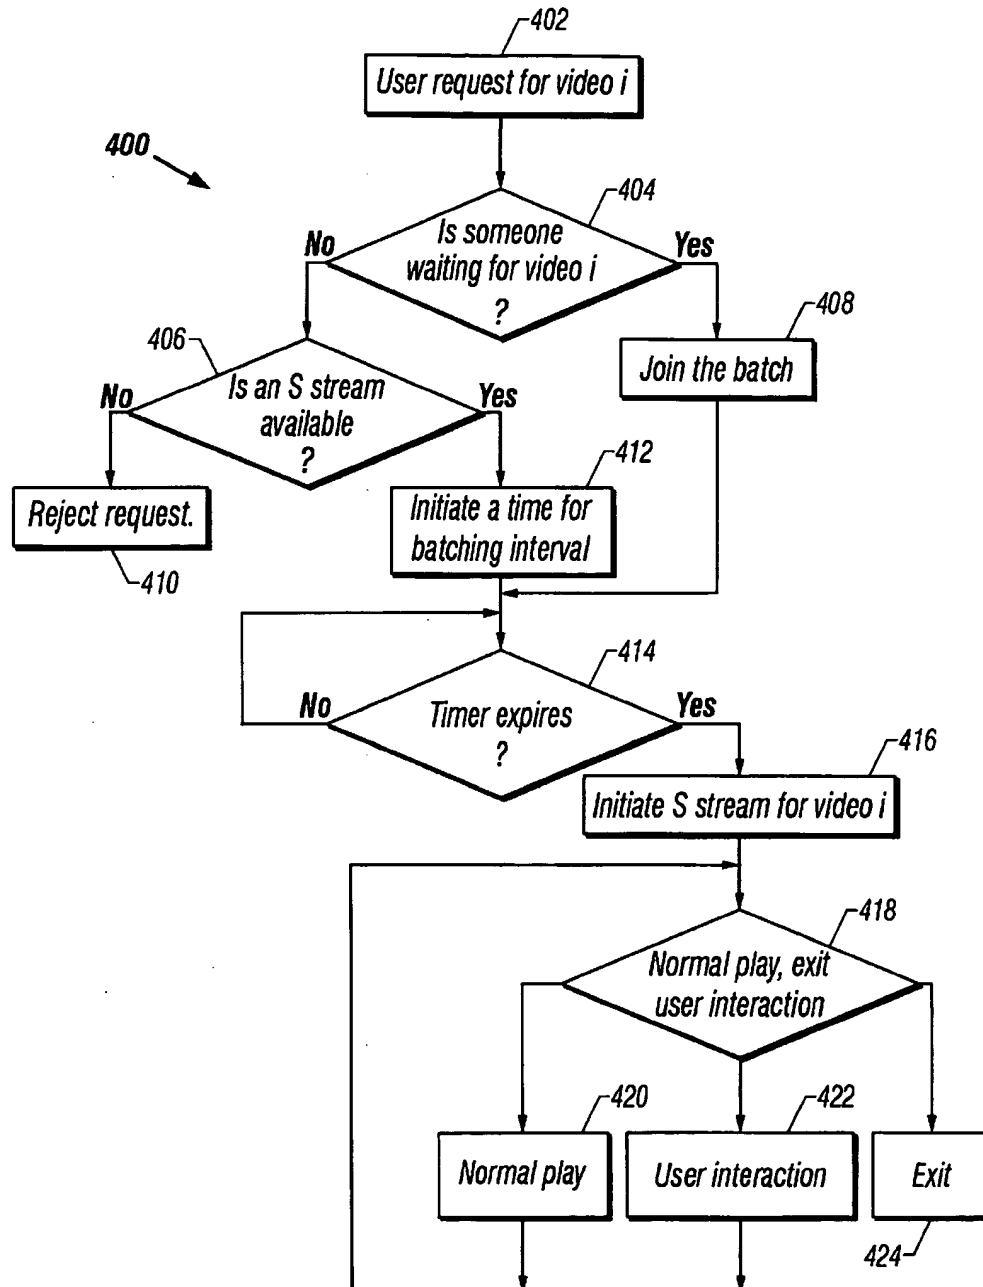 402
User request for video i
400
404
Is someone
waiting for video i
?
No
Yes
406
408
Join the batch
Is an S stream
available
?
No
Yes
412
Reject request.
410
Initiate a time for
batching interval
414
Timer expires
?
No
Yes
416
Initiate S stream for video i
418
Normal play, exit
user interaction
420
422
Normal play
User interaction
Exit
424